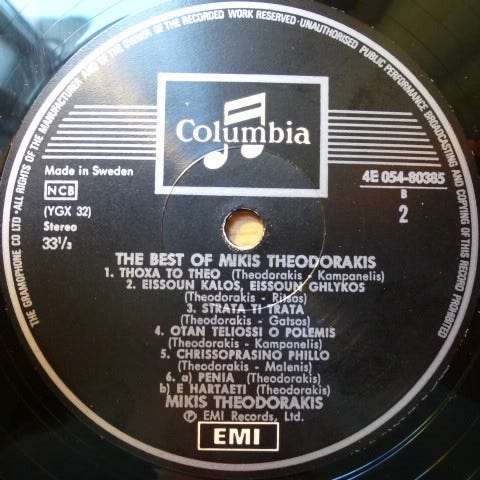 THE GRAMOPHONE CO LTD · ALL RIGHTS OF THE MANUFACTURER AND OF THE OWNER OF THE RECORDED WORK RESERVED · UNAUTHORISED PUBLIC PERFORMANCE BROADCASTING AND COPYING OF THIS RECORD PROHIBITED
Columbia
Made in Sweden
NCB
(YGX 32)
Stereo
33⅓
4E 054-80385
B
2
THE BEST OF MIKIS THEODORAKIS
1. THOXA TO THEO (Theodorakis - Kampanelis)
2. EISSOUN KALOS, EISSOUN GHLYKOS
(Theodorakis - Ritsos)
3. STRATA TI TRATA
(Theodorakis - Gatsos)
4. OTAN TELIOSSI O POLEMIS
(Theodorakis - Kampanelis)
5. CHRISSOPRASINO PHILLO
(Theodorakis - Malenis)
6. a) PENIA (Theodorakis)
b) E HARTAETI (Theodorakis)
MIKIS THEODORAKIS
℗ EMI Records, Ltd.
EMI